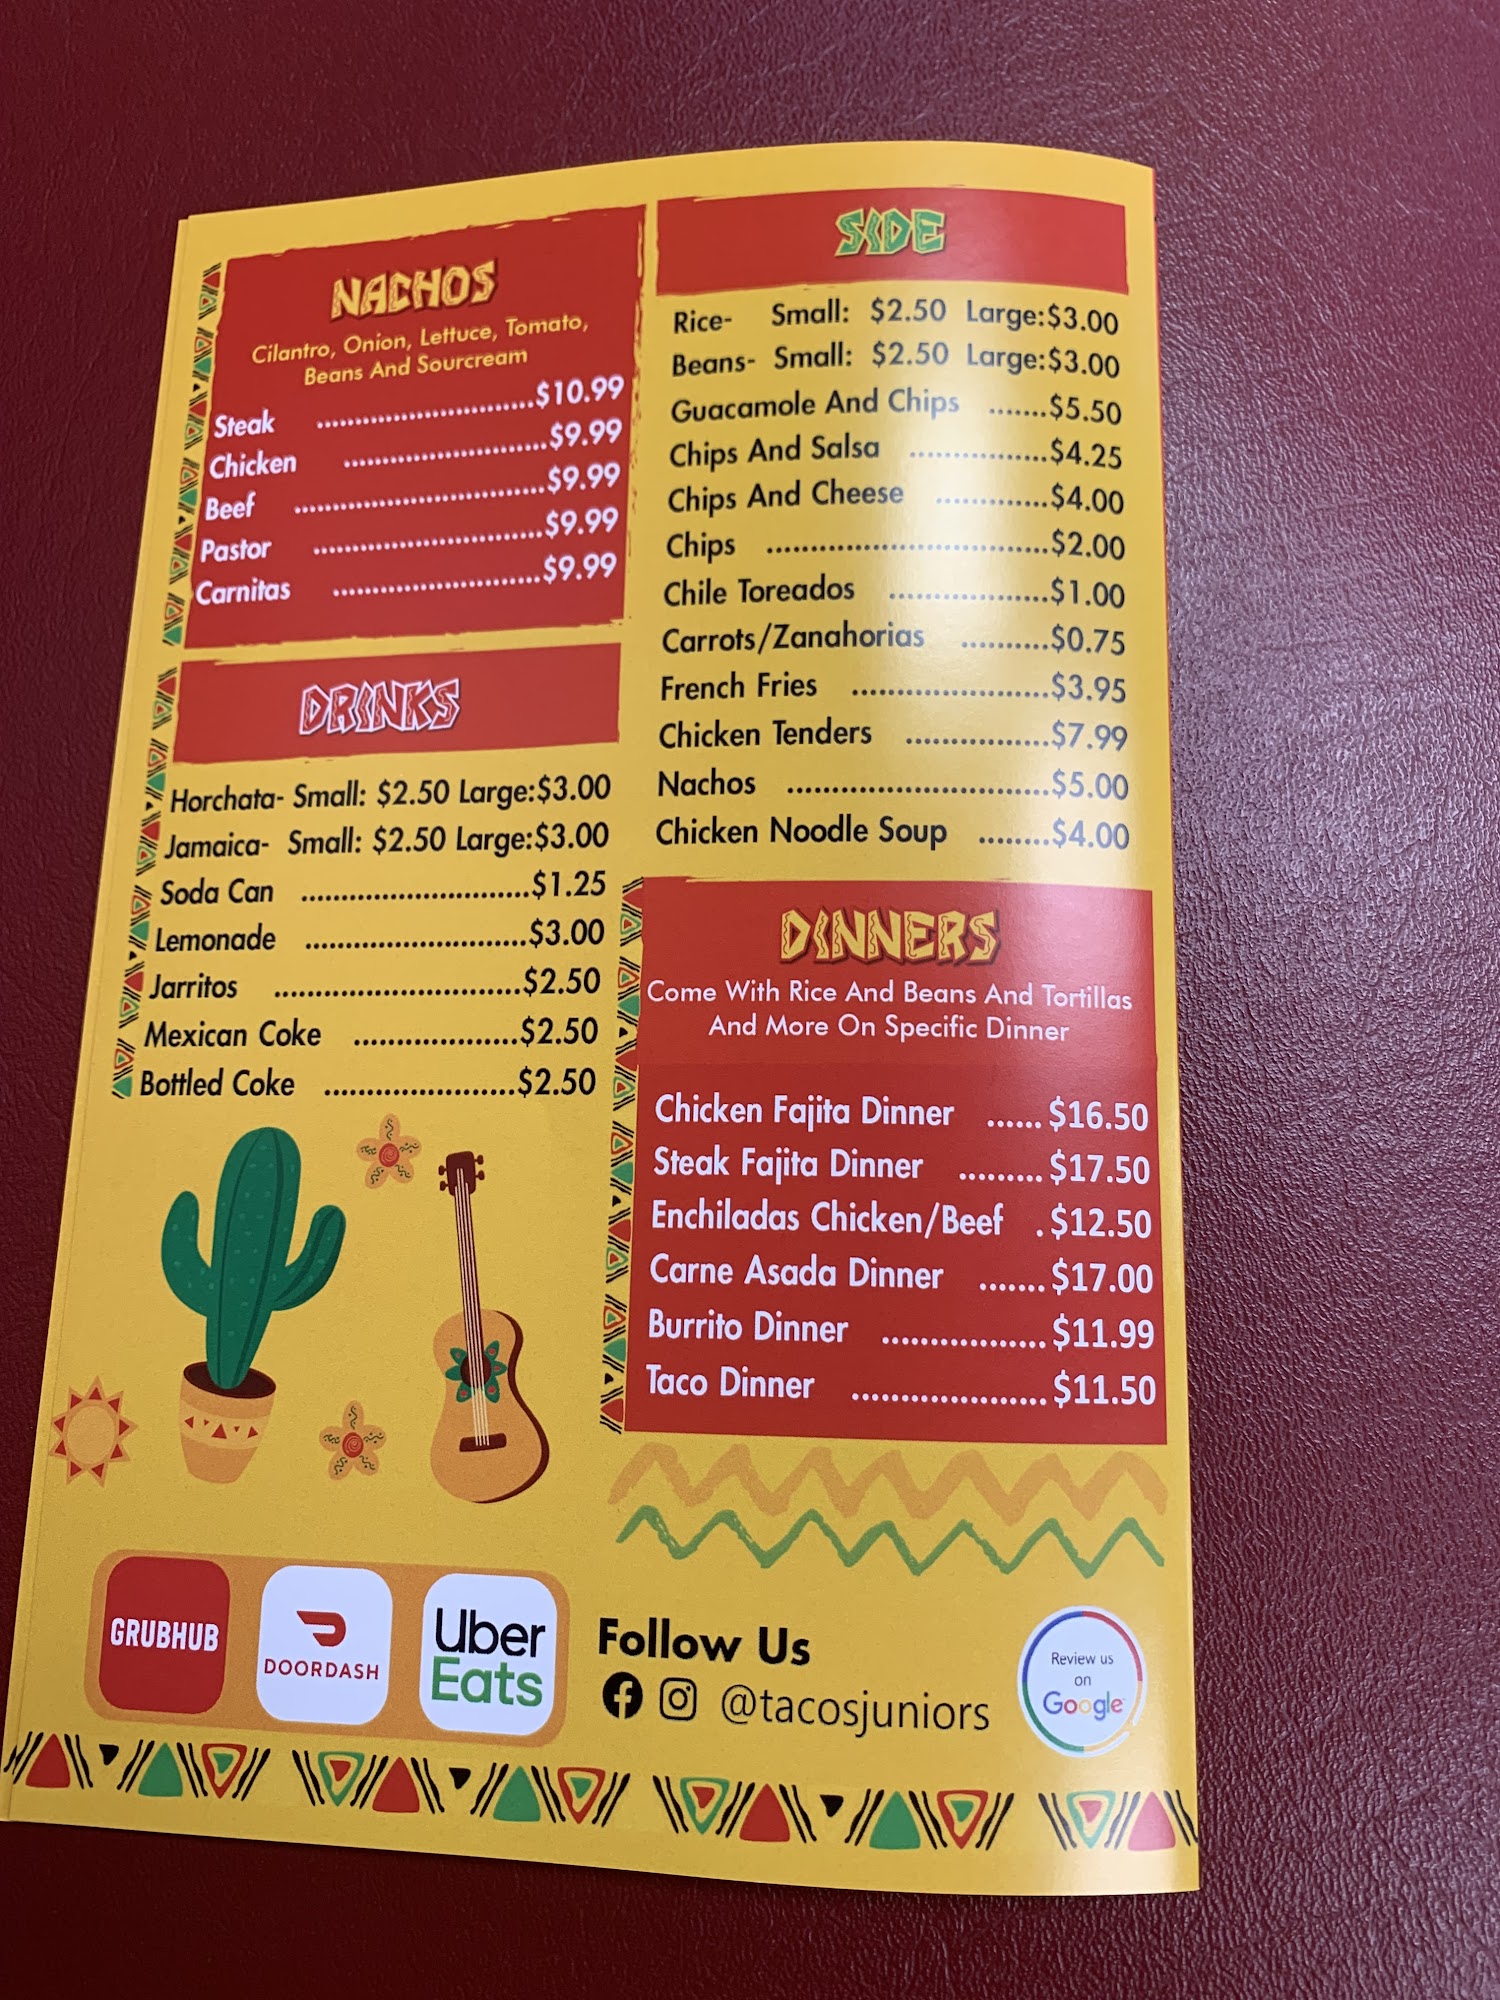 NACHOS
Cilantro, Onion, Lettuce, Tomato,
Beans And Sourcream
Steak ...........................$10.99
Chicken .........................$9.99
Beef ...............................$9.99
Pastor ............................$9.99
Carnitas .........................$9.99
DRINKS
Horchata- Small: $2.50 Large:$3.00
Jamaica- Small: $2.50 Large:$3.00
Soda Can ...........................$1.25
Lemonade ..........................$3.00
Jarritos .............................$2.50
Mexican Coke ...................$2.50
Bottled Coke ......................$2.50
SIDE
Rice- Small: $2.50 Large:$3.00
Beans- Small: $2.50 Large:$3.00
Guacamole And Chips .......$5.50
Chips And Salsa ................$4.25
Chips And Cheese .............$4.00
Chips .................................$2.00
Chile Toreados ..................$1.00
Carrots/Zanahorias ..........$0.75
French Fries .......................$3.95
Chicken Tenders .................$7.99
Nachos ..............................$5.00
Chicken Noodle Soup ........$4.00
DINNERS
Come With Rice And Beans And Tortillas
And More On Specific Dinner
Chicken Fajita Dinner ...... $16.50
Steak Fajita Dinner ......... $17.50
Enchiladas Chicken/Beef . $12.50
Carne Asada Dinner ....... $17.00
Burrito Dinner ................. $11.99
Taco Dinner .................... $11.50
GRUBHUB
DOORDASH
Uber
Eats
Follow Us
@tacosjuniors
Review us
on
Google